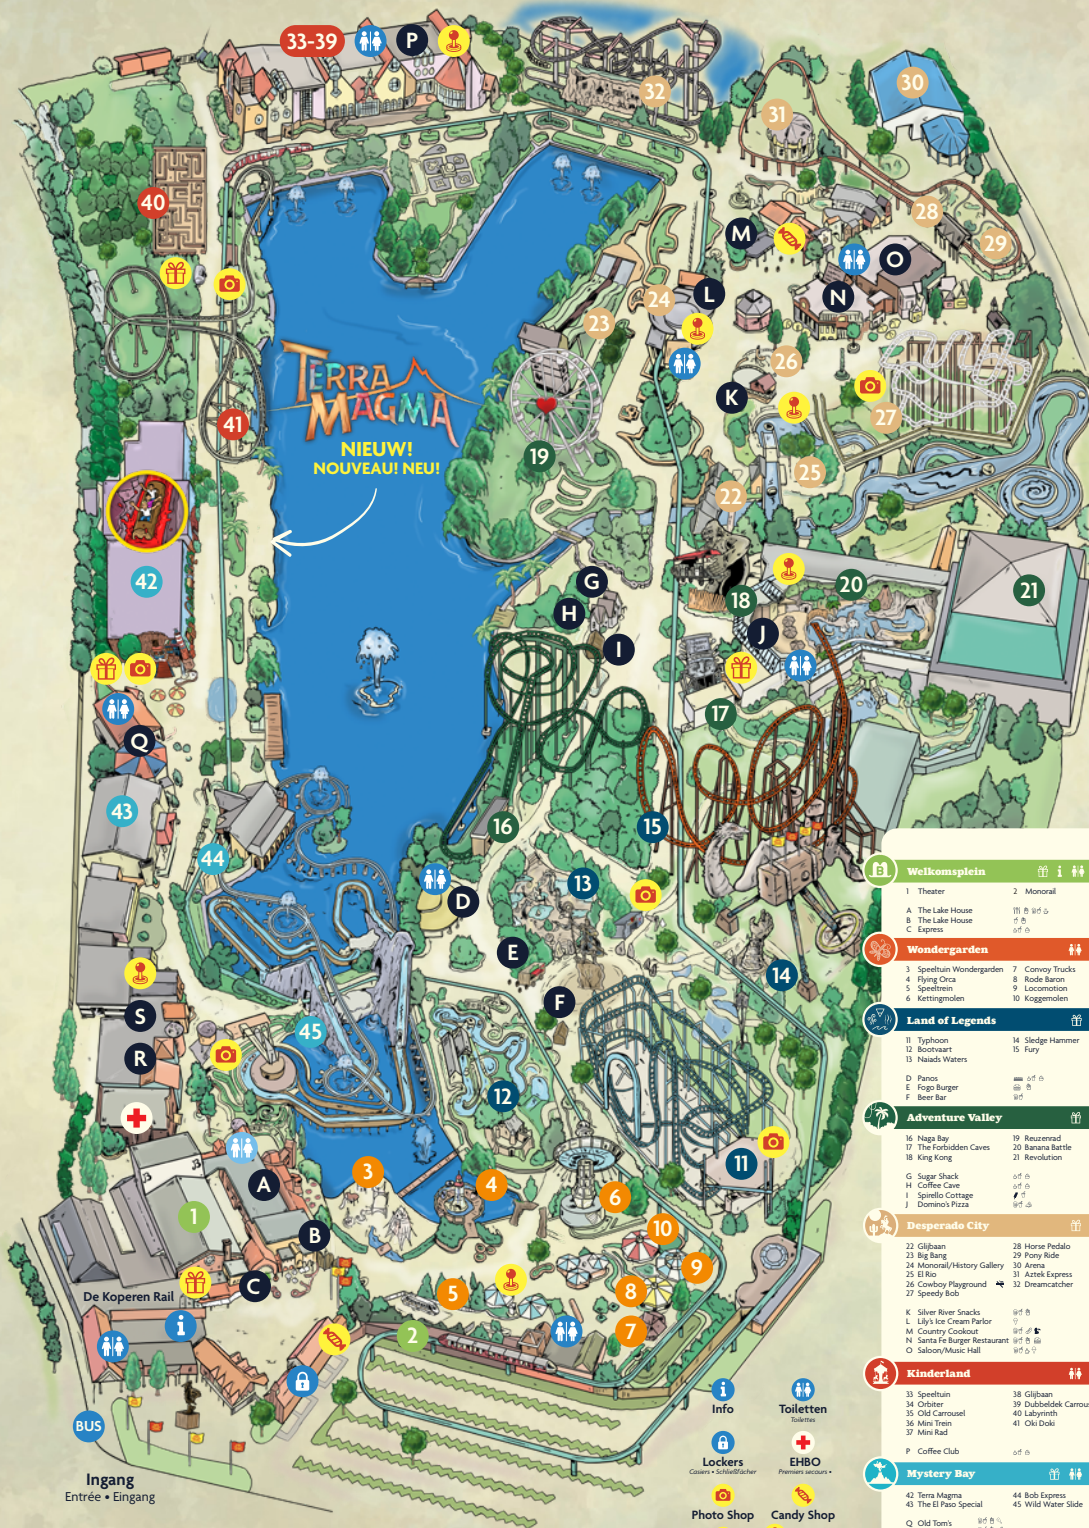 33-39
P
32
31
30
40
28
29
M
O
N
L
24
23
26
K
27
TERRA
MAGMA
NIEUW!
NOUVEAU! NEU!
41
19
25
22
42
G
H
I
18
20
21
J
17
Q
43
44
16
15
13
D
E
F
14
S
R
45
12
11
3
4
6
A
1
B
C
10
9
8
7
5
2
De Koperen Rail
BUS
Ingang
Entrée • Eingang
Info
Toiletten
Toilettes
Lockers
Casiers • Schließfächer
EHBO
Premiers secours •
Photo Shop
Candy Shop
Welkomsplein
1 Theater
2 Monorail
A The Lake House
B The Lake House
C Express
Wondergarden
3 Speeltuin Wondergarden
4 Flying Orca
5 Speeltrein
6 Kettingmolen
7 Convoy Trucks
8 Rode Baron
9 Locomotion
10 Koggemolen
Land of Legends
11 Typhoon
12 Bootvaart
13 Naiads Waters
14 Sledge Hammer
15 Fury
D Panos
E Fogo Burger
F Beer Bar
Adventure Valley
16 Naga Bay
17 The Forbidden Caves
18 King Kong
19 Reuzenrad
20 Banana Battle
21 Revolution
G Sugar Shack
H Coffee Cave
I Spirello Cottage
J Domino's Pizza
Desperado City
22 Glijbaan
23 Big Bang
24 Monorail/History Gallery
25 El Rio
26 Cowboy Playground
27 Speedy Bob
28 Horse Pedalo
29 Pony Ride
30 Arena
31 Aztek Express
32 Dreamcatcher
K Silver River Snacks
L Lily's Ice Cream Parlor
M Country Cookout
N Santa Fe Burger Restaurant
O Saloon/Music Hall
Kinderland
33 Speeltuin
34 Orbiter
35 Old Carrousel
36 Mini Trein
37 Mini Rad
38 Glijbaan
39 Dubbeldek Carrou
40 Labyrinth
41 Oki Doki
P Coffee Club
Mystery Bay
42 Terra Magma
43 The El Paso Special
44 Bob Express
45 Wild Water Slide
Q Old Tom's